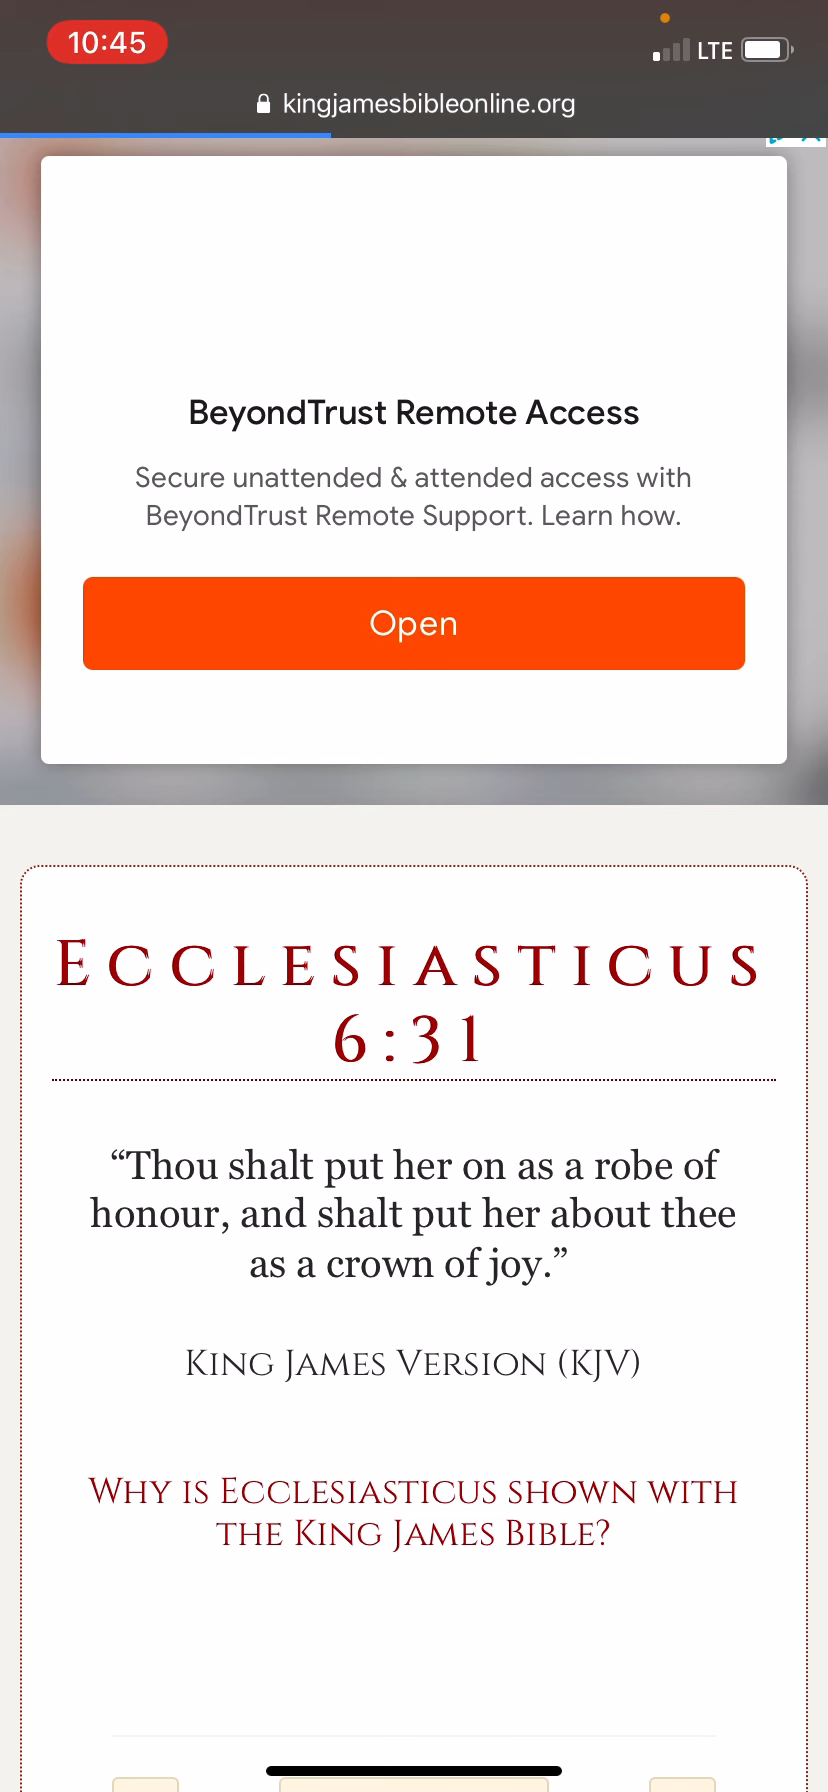 10:45
LTE
kingjamesbibleonline.org
BeyondTrust Remote Access
Secure unattended & attended access with
BeyondTrust Remote Support. Learn how.
Open
Ecclesiasticus
6:31
“Thou shalt put her on as a robe of
honour, and shalt put her about thee
as a crown of joy.”
King James Version (KJV)
Why is Ecclesiasticus shown with
the King James Bible?